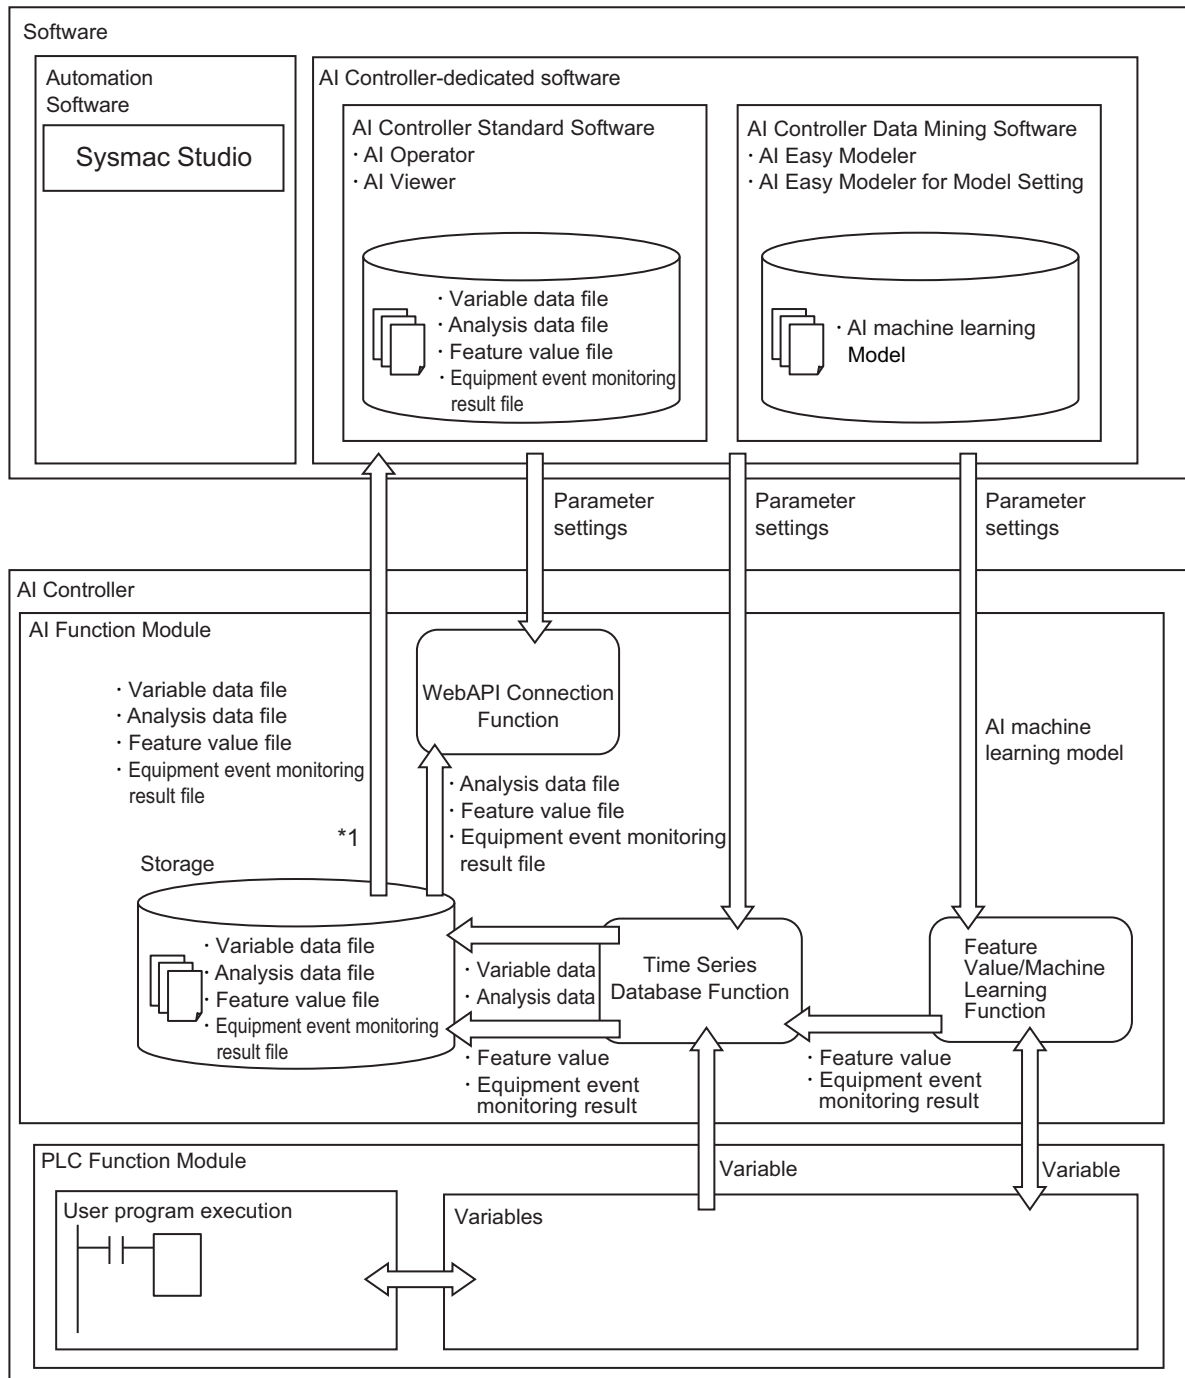 Software
Automation
Software
Sysmac Studio
AI Controller-dedicated software
AI Controller Standard Software
・AI Operator
・AI Viewer
・Variable data file
・Analysis data file
・Feature value file
・Equipment event monitoring
result file
AI Controller Data Mining Software
・AI Easy Modeler
・AI Easy Modeler for Model Setting
・AI machine learning
Model
Parameter
settings
Parameter
settings
Parameter
settings
AI Controller
AI Function Module
・Variable data file
・Analysis data file
・Feature value file
・Equipment event monitoring
result file
*1
WebAPI Connection
Function
・Analysis data file
・Feature value file
・Equipment event monitoring
result file
AI machine
learning model
Storage
・Variable data file
・Analysis data file
・Feature value file
・Equipment event monitoring
result file
・Variable data
・Analysis data
・Feature value
・Equipment event
monitoring result
Time Series
Database Function
・Feature value
・Equipment event
monitoring result
Feature
Value/Machine
Learning
Function
PLC Function Module
Variable
Variable
User program execution
Variables